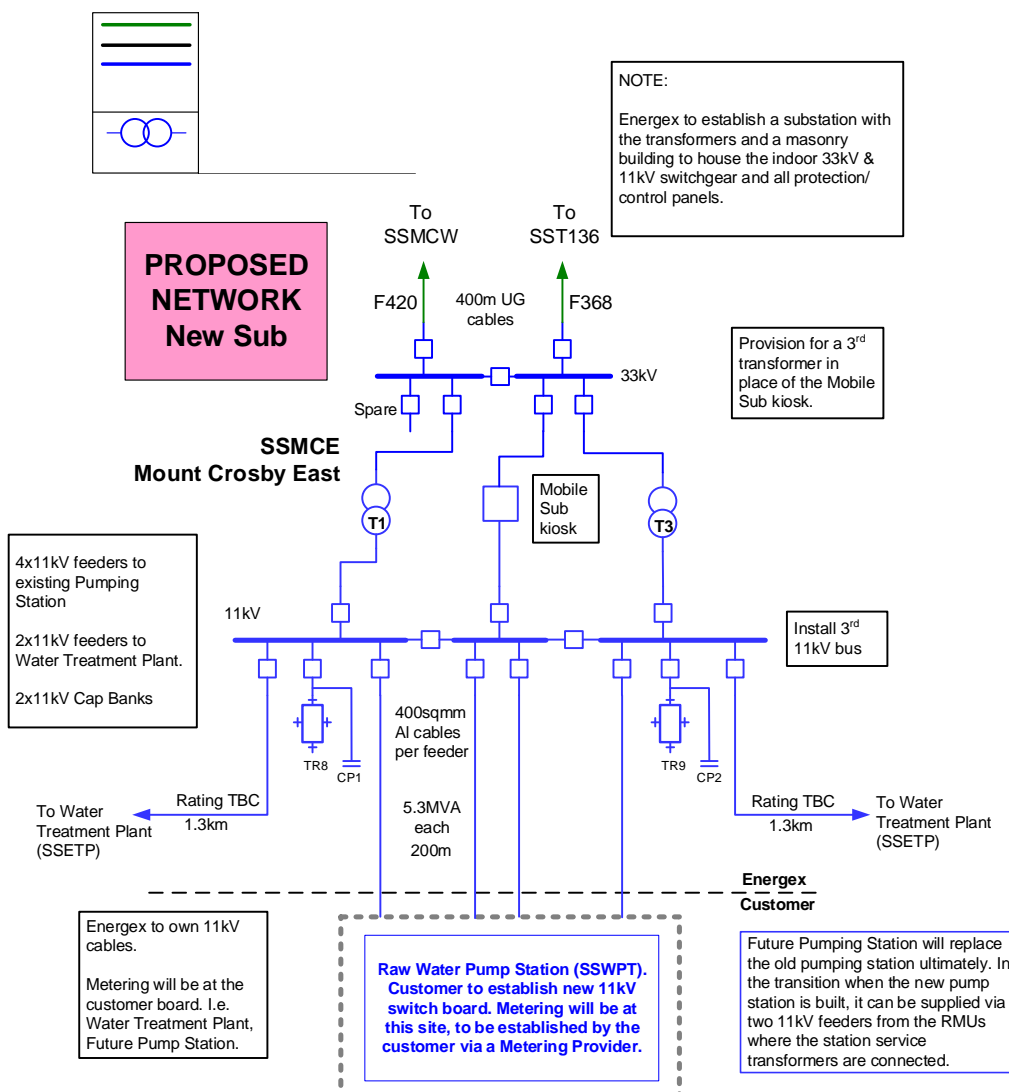 NOTE:
Energex to establish a substation with
the transformers and a masonry
building to house the indoor 33kV &
11kV switchgear and all protection/
control panels.
To
SSMCW
To
SST136
PROPOSED
NETWORK
New Sub
F420
400m UG
cables
F368
33kV
Provision for a 3rd
transformer in
place of the Mobile
Sub kiosk.
Spare
SSMCE
Mount Crosby East
Mobile
Sub
kiosk
T1
T3
4x11kV feeders to
existing Pumping
Station
2x11kV feeders to
Water Treatment Plant.
2x11kV Cap Banks
11kV
Install 3rd
11kV bus
400sqmm
Al cables
per feeder
TR8
CP1
TR9
CP2
To Water
Treatment Plant
(SSETP)
Rating TBC
1.3km
5.3MVA
each
200m
Rating TBC
1.3km
To Water
Treatment Plant
(SSETP)
Energex
Customer
Energex to own 11kV
cables.
Metering will be at the
customer board. I.e.
Water Treatment Plant,
Future Pump Station.
Raw Water Pump Station (SSWPT).
Customer to establish new 11kV
switch board. Metering will be at
this site, to be established by the
customer via a Metering Provider.
Future Pumping Station will replace
the old pumping station ultimately. In
the transition when the new pump
station is built, it can be supplied via
two 11kV feeders from the RMUs
where the station service
transformers are connected.